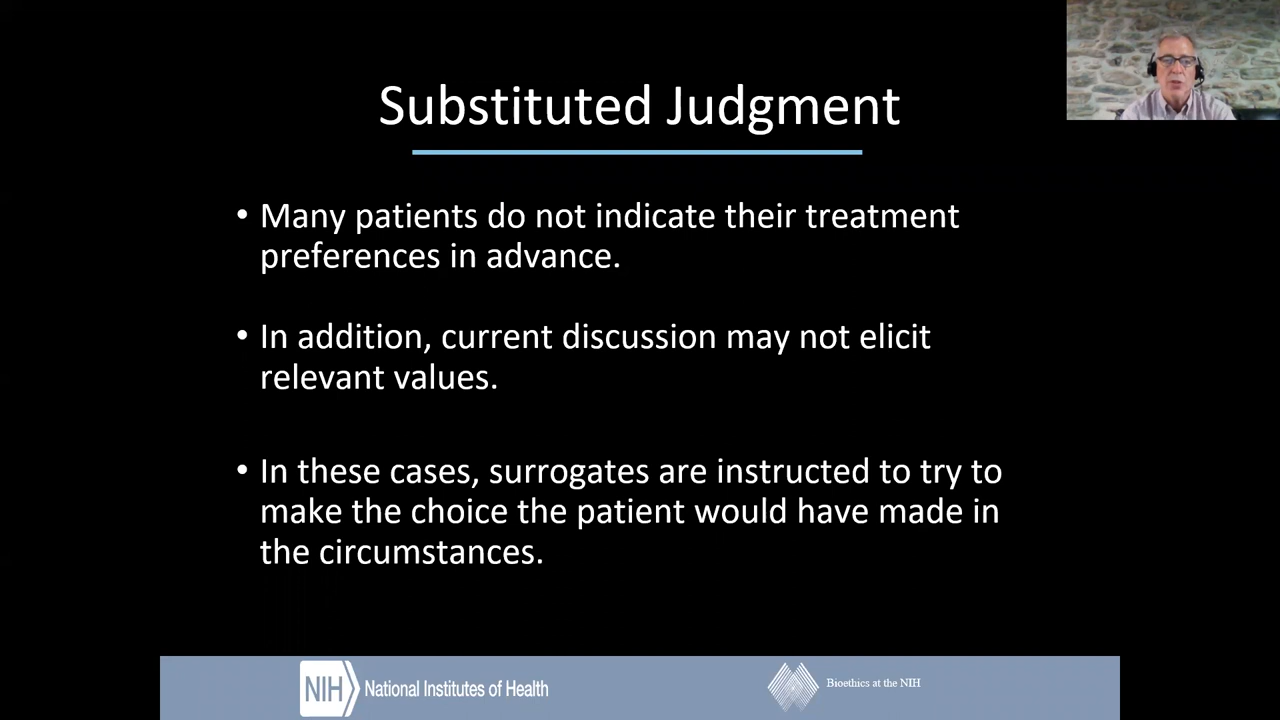 Substituted Judgment
• Many patients do not indicate their treatment
preferences in advance.
• In addition, current discussion may not elicit
relevant values.
• In these cases, surrogates are instructed to try to
make the choice the patient would have made in
the circumstances.
NIH National Institutes of Health
Bioethics at the NIH